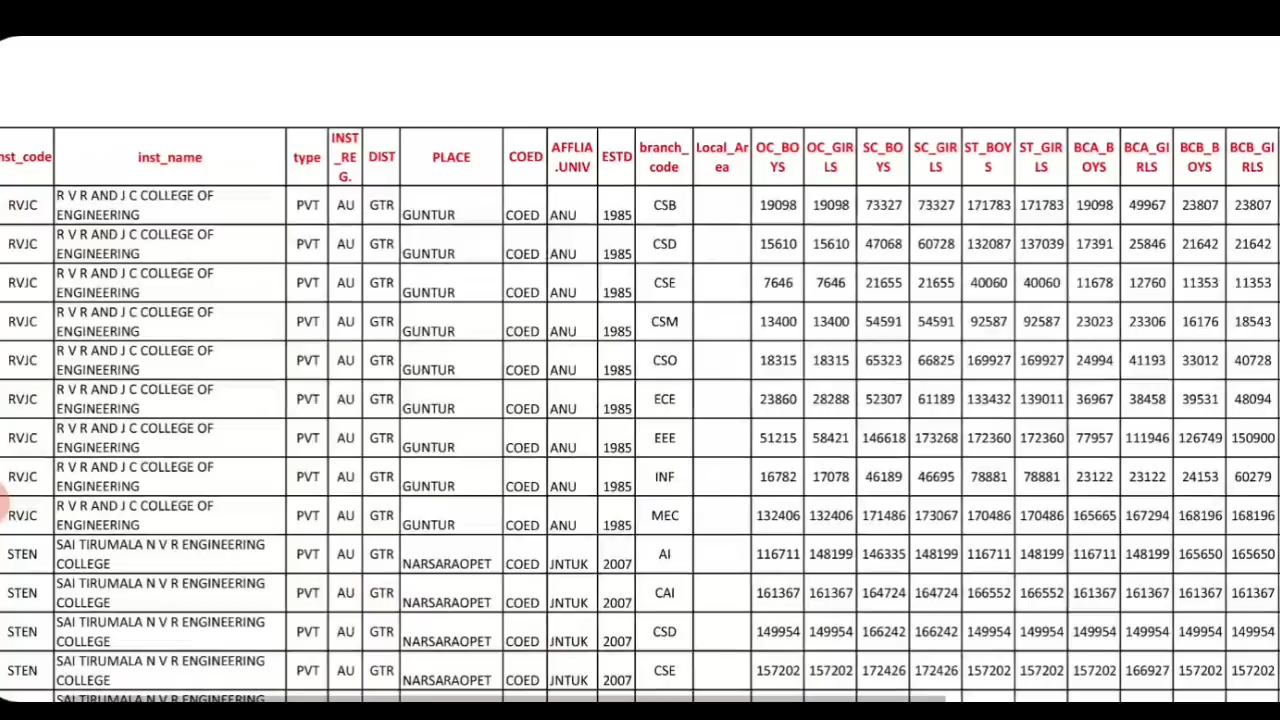 nst_code inst_name type INST_REG. DIST PLACE COED AFFLIA.UNIV ESTD branch_code Local_Area OC_BOYS OC_GIRLS SC_BOYS SC_GIRLS ST_BOYS ST_GIRLS BCA_BOYS BCA_GIRLS BCB_BOYS BCB_GIRLS
RVJC R V R AND J C COLLEGE OF ENGINEERING PVT AU GTR GUNTUR COED ANU 1985 CSB 19098 19098 73327 73327 171783 171783 19098 49967 23807 23807
RVJC R V R AND J C COLLEGE OF ENGINEERING PVT AU GTR GUNTUR COED ANU 1985 CSD 15610 15610 47068 60728 132087 137039 17391 25846 21642 21642
RVJC R V R AND J C COLLEGE OF ENGINEERING PVT AU GTR GUNTUR COED ANU 1985 CSE 7646 7646 21655 21655 40060 40060 11678 12760 11353 11353
RVJC R V R AND J C COLLEGE OF ENGINEERING PVT AU GTR GUNTUR COED ANU 1985 CSM 13400 13400 54591 54591 92587 92587 23023 23306 16176 18543
RVJC R V R AND J C COLLEGE OF ENGINEERING PVT AU GTR GUNTUR COED ANU 1985 CSO 18315 18315 65323 66825 169927 169927 24994 41193 33012 40728
RVJC R V R AND J C COLLEGE OF ENGINEERING PVT AU GTR GUNTUR COED ANU 1985 ECE 23860 28288 52307 61189 133432 139011 36967 38458 39531 48094
RVJC R V R AND J C COLLEGE OF ENGINEERING PVT AU GTR GUNTUR COED ANU 1985 EEE 51215 58421 146618 173268 172360 172360 77957 111946 126749 150900
RVJC R V R AND J C COLLEGE OF ENGINEERING PVT AU GTR GUNTUR COED ANU 1985 INF 16782 17078 46189 46695 78881 78881 23122 23122 24153 60279
RVJC R V R AND J C COLLEGE OF ENGINEERING PVT AU GTR GUNTUR COED ANU 1985 MEC 132406 132406 171486 173067 170486 170486 165665 167294 168196 168196
STEN SAI TIRUMALA N V R ENGINEERING COLLEGE PVT AU GTR NARSARAOPET COED JNTUK 2007 AI 116711 148199 146335 148199 116711 148199 116711 148199 165650 165650
STEN SAI TIRUMALA N V R ENGINEERING COLLEGE PVT AU GTR NARSARAOPET COED JNTUK 2007 CAI 161367 161367 164724 164724 166552 166552 161367 161367 161367 161367
STEN SAI TIRUMALA N V R ENGINEERING COLLEGE PVT AU GTR NARSARAOPET COED JNTUK 2007 CSD 149954 149954 166242 166242 149954 149954 149954 149954 149954 149954
STEN SAI TIRUMALA N V R ENGINEERING COLLEGE PVT AU GTR NARSARAOPET COED JNTUK 2007 CSE 157202 157202 172426 172426 157202 157202 157202 166927 157202 157202
SAI TIRUMALA N V R ENGINEERING